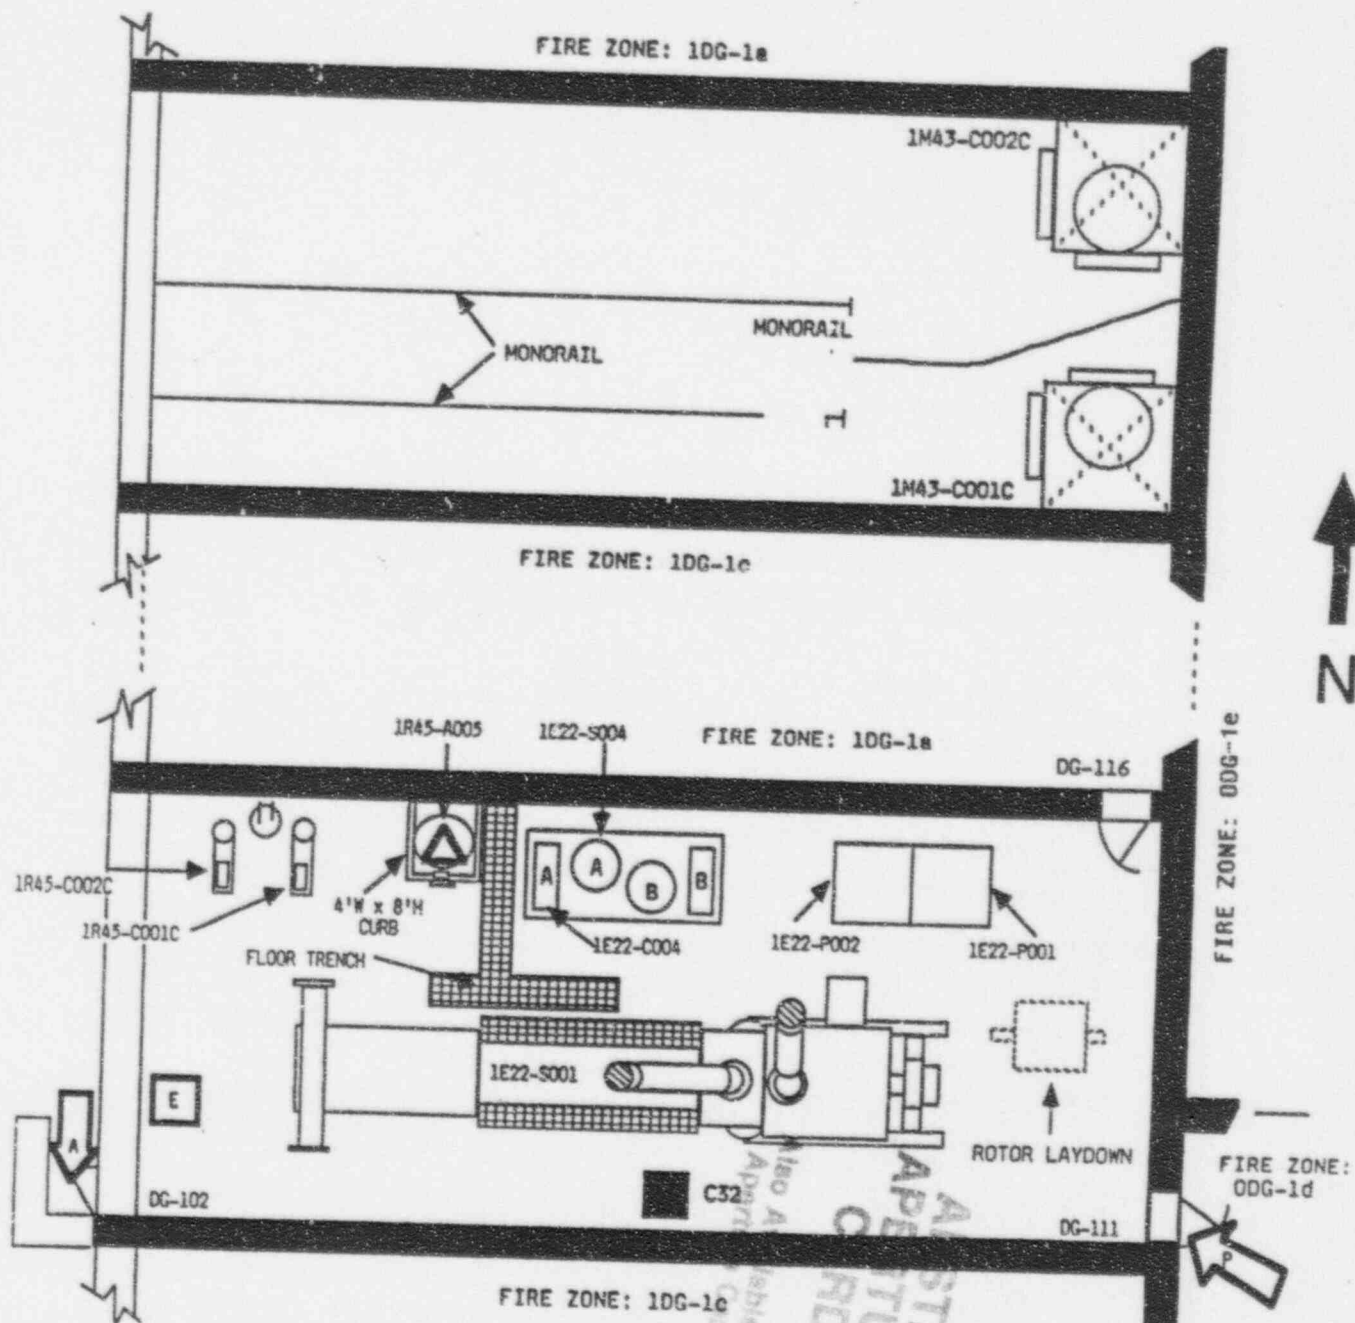 FIRE ZONE: 1DG-1a
1M43-C002C
MONORAIL
MONORAIL
1M43-C001C
FIRE ZONE: 1DG-1c
N
1R45-A005
1E22-S004
FIRE ZONE: 1DG-1a
DG-116
FIRE ZONE: 0DG-1e
A
A
B
B
1R45-C002C
1R45-C001C
4'W x 8'H
CURB
1E22-C004
1E22-P002
1E22-P001
FLOOR TRENCH
1E22-S001
E
A
ROTOR LAYDOWN
FIRE ZONE:
0DG-1d
DG-102
C32
DG-111
P
FIRE ZONE: 1DG-1c
Also A